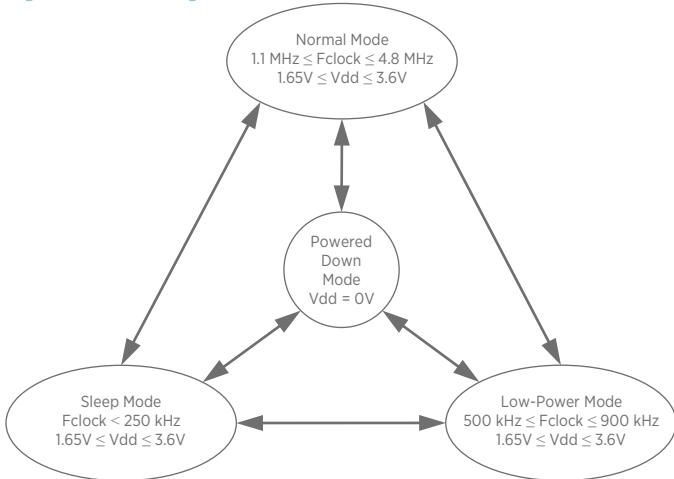 Normal Mode
1.1 MHz ≤ Fclock ≤ 4.8 MHz
1.65V ≤ Vdd ≤ 3.6V
Powered
Down
Mode
Vdd = 0V
Sleep Mode
Fclock < 250 kHz
1.65V ≤ Vdd ≤ 3.6V
Low-Power Mode
500 kHz ≤ Fclock ≤ 900 kHz
1.65V ≤ Vdd ≤ 3.6V